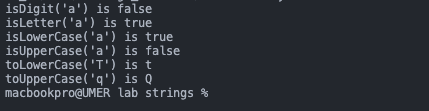 isDigit('a') is false
isLetter('a') is true
isLowerCase('a') is true
isUpperCase('a') is false
toLowerCase('T') is t
toUpperCase('q') is Q
macbookpro@UMER lab strings %